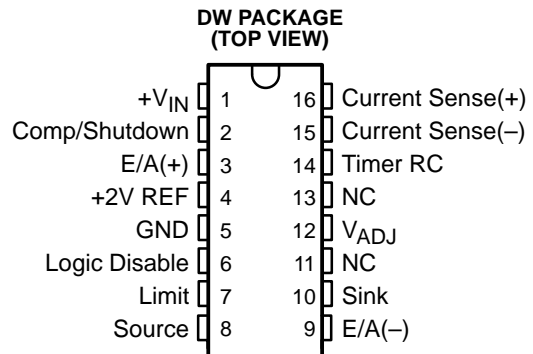 DW PACKAGE
(TOP VIEW)
+VIN 1 16 Current Sense(+)
Comp/Shutdown 2 15 Current Sense(–)
E/A(+) 3 14 Timer RC
+2V REF 4 13 NC
GND 5 12 VADJ
Logic Disable 6 11 NC
Limit 7 10 Sink
Source 8 9 E/A(–)